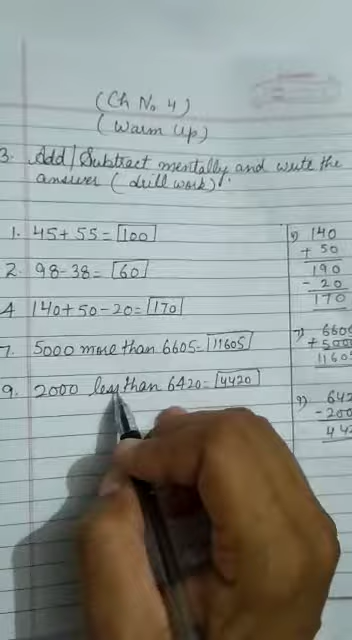 (Ch No 4)
(Warm Up)
3. Add/Subtract mentally and write the
answer (drill work).
1. 45+55=100
2. 98-38=60
4 140+50-20=170
7. 5000 more than 6605=11605
9. 2000 less than 6420=4420
140
+ 50
190
- 20
170
7) 6605
+5000
11605
9) 642
-200
442